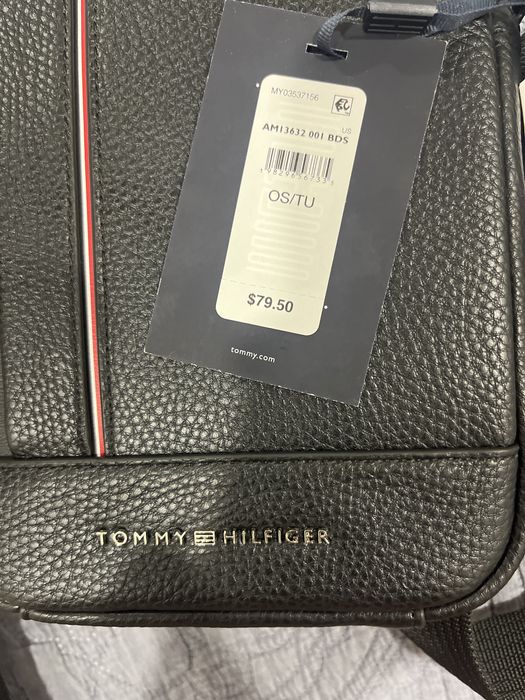 MY03537156
US
AM13632 001 BDS
OS/TU
$79.50
tommy.com
TOMMY HILFIGER